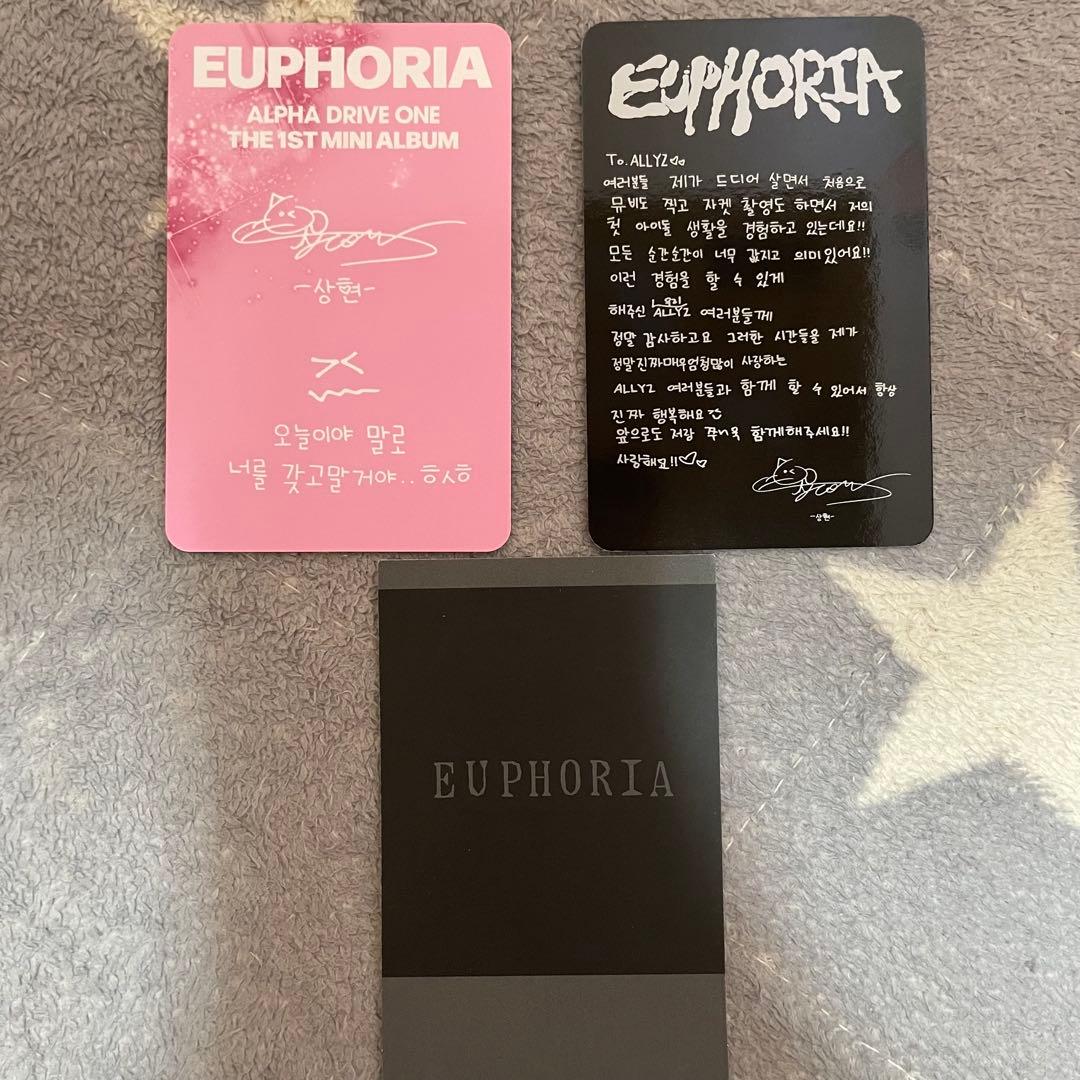 EUPHORIA
ALPHA DRIVE ONE
THE 1ST MINI ALBUM
-상현-
오늘이야 말로
너를 갖고말거야..ㅎㅅㅎ
EUPHORIA
To. ALLYZ♡♡
여러분들 제가 드디어 살면서 처음으로
뮤비도 찍고 자켓 촬영도 하면서 저의
첫 아이돌 생활을 경험하고 있는데요!!
모든 순간순간이 너무 값지고 의미있어요!!
이런 경험을 할 수 있게
해주신 ALLYZ 여러분들께
정말 감사하고요 그러한 시간들을 제가
정말진짜매우엄청많이 사랑하는
ALLYZ 여러분들과 함께 할 수 있어서 항상
진짜 행복해요
앞으로도 저랑 함께해주세요!!
사랑해요!!♡♡
-상현-
EUPHORIA